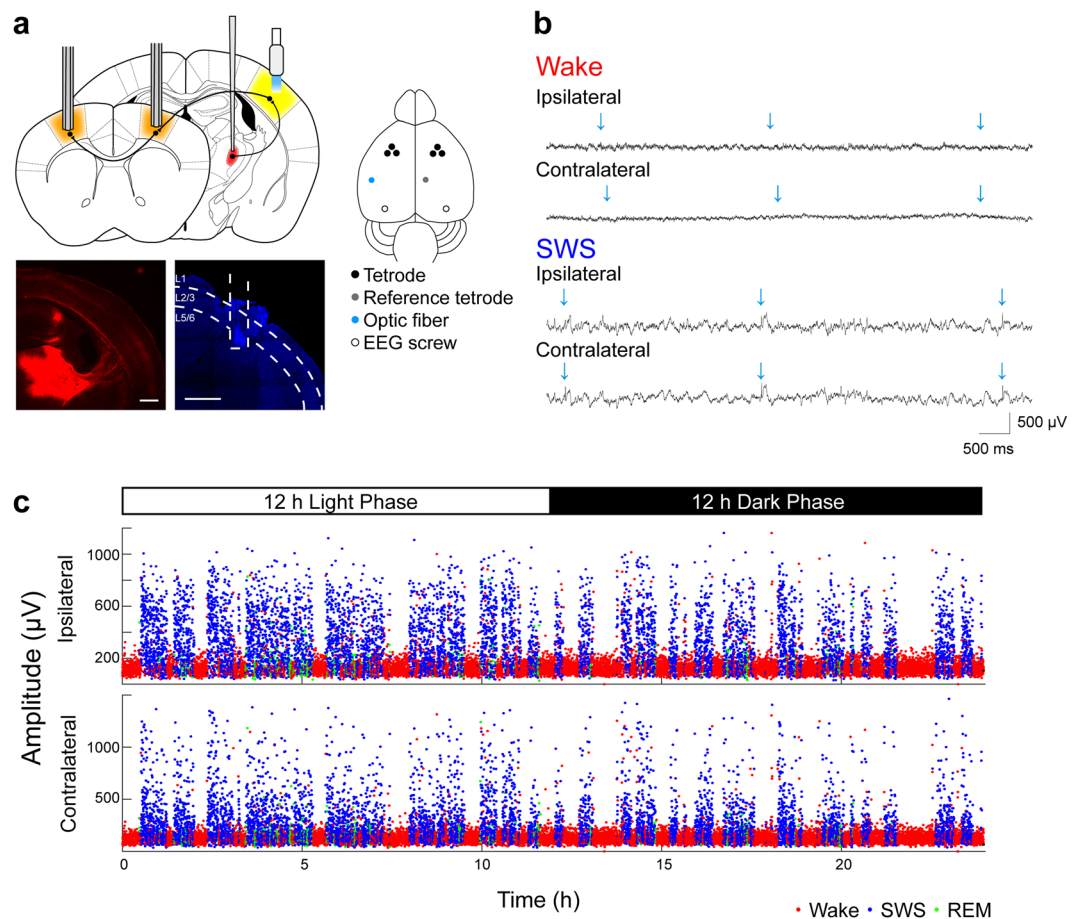 a
L1
L2/3
L5/6
Tetrode
Reference tetrode
Optic fiber
EEG screw
b
Wake
Ipsilateral
Contralateral
SWS
Ipsilateral
Contralateral
500 µV
500 ms
c
12 h Light Phase
12 h Dark Phase
Amplitude (µV)
Ipsilateral
1000
600
200
Contralateral
1000
500
0
5
10
15
20
Time (h)
Wake
SWS
REM